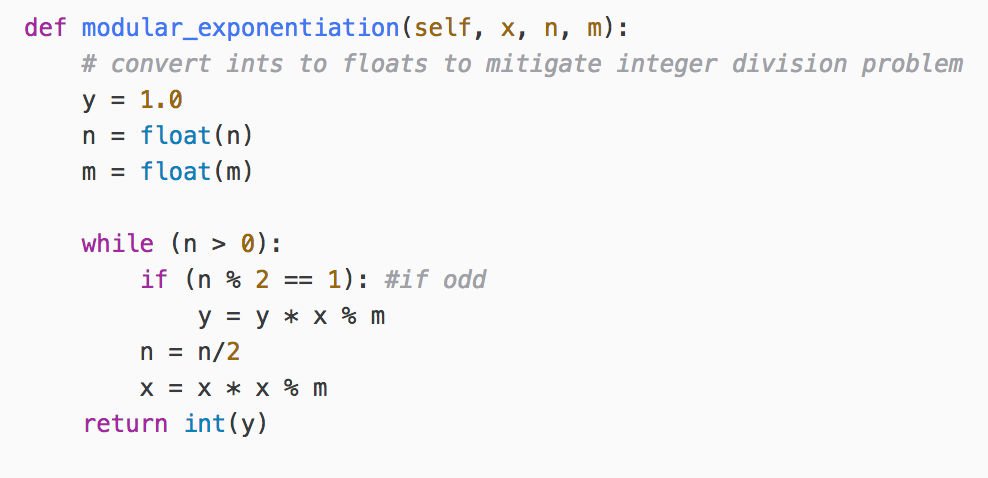 def modular_exponentiation(self, x, n, m):
    # convert ints to floats to mitigate integer division problem
    y = 1.0
    n = float(n)
    m = float(m)

    while (n > 0):
        if (n % 2 == 1): #if odd
            y = y * x % m
        n = n/2
        x = x * x % m
    return int(y)